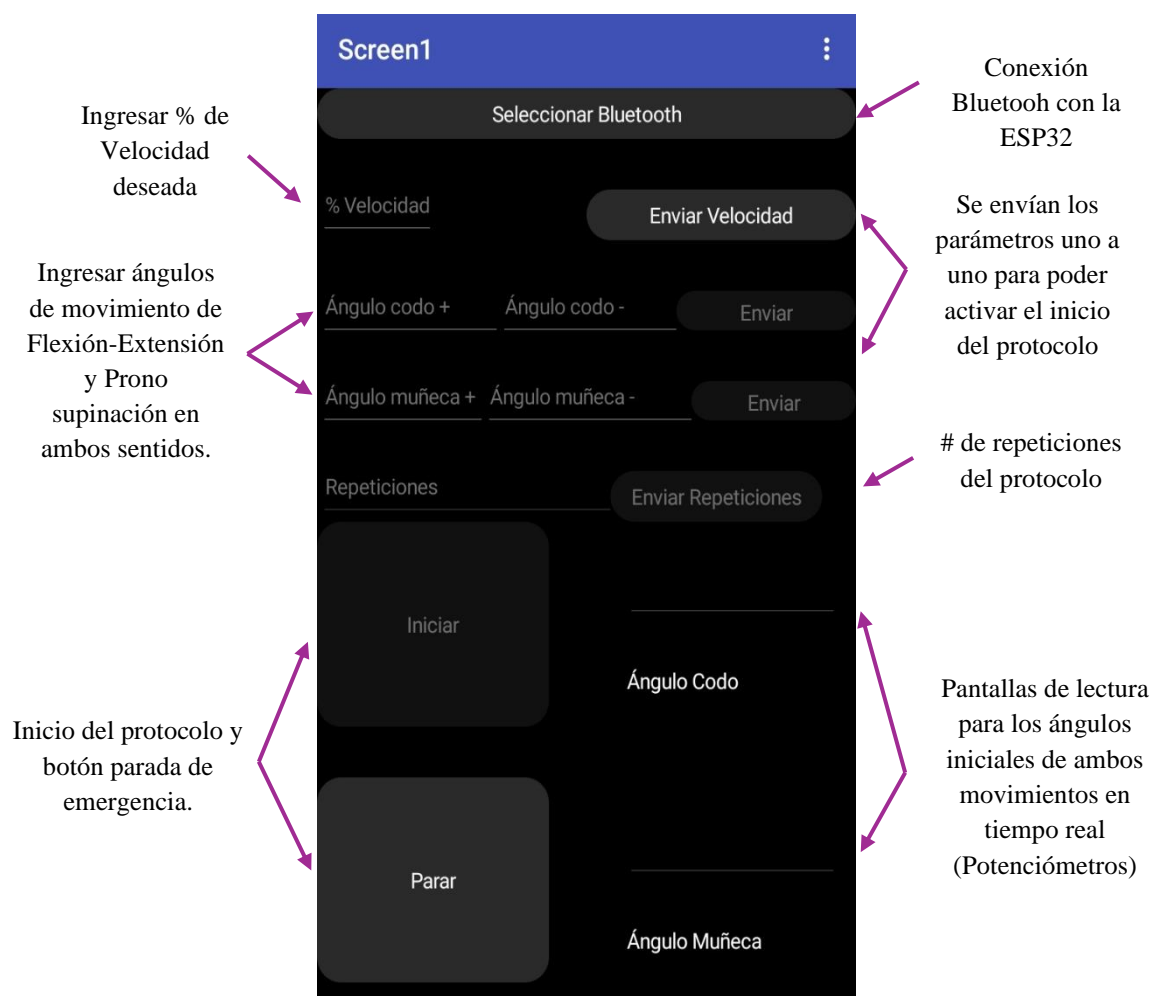 Screen1
Seleccionar Bluetooth
% Velocidad
Enviar Velocidad
Ángulo codo +
Ángulo codo -
Enviar
Ángulo muñeca +
Ángulo muñeca -
Enviar
Repeticiones
Enviar Repeticiones
Iniciar
Ángulo Codo
Parar
Ángulo Muñeca
Ingresar % de
Velocidad
deseada
Ingresar ángulos
de movimiento de
Flexión-Extensión
y Prono
supinación en
ambos sentidos.
Inicio del protocolo y
botón parada de
emergencia.
Conexión
Bluetooh con la
ESP32
Se envían los
parámetros uno a
uno para poder
activar el inicio
del protocolo
# de repeticiones
del protocolo
Pantallas de lectura
para los ángulos
iniciales de ambos
movimientos en
tiempo real
(Potenciómetros)